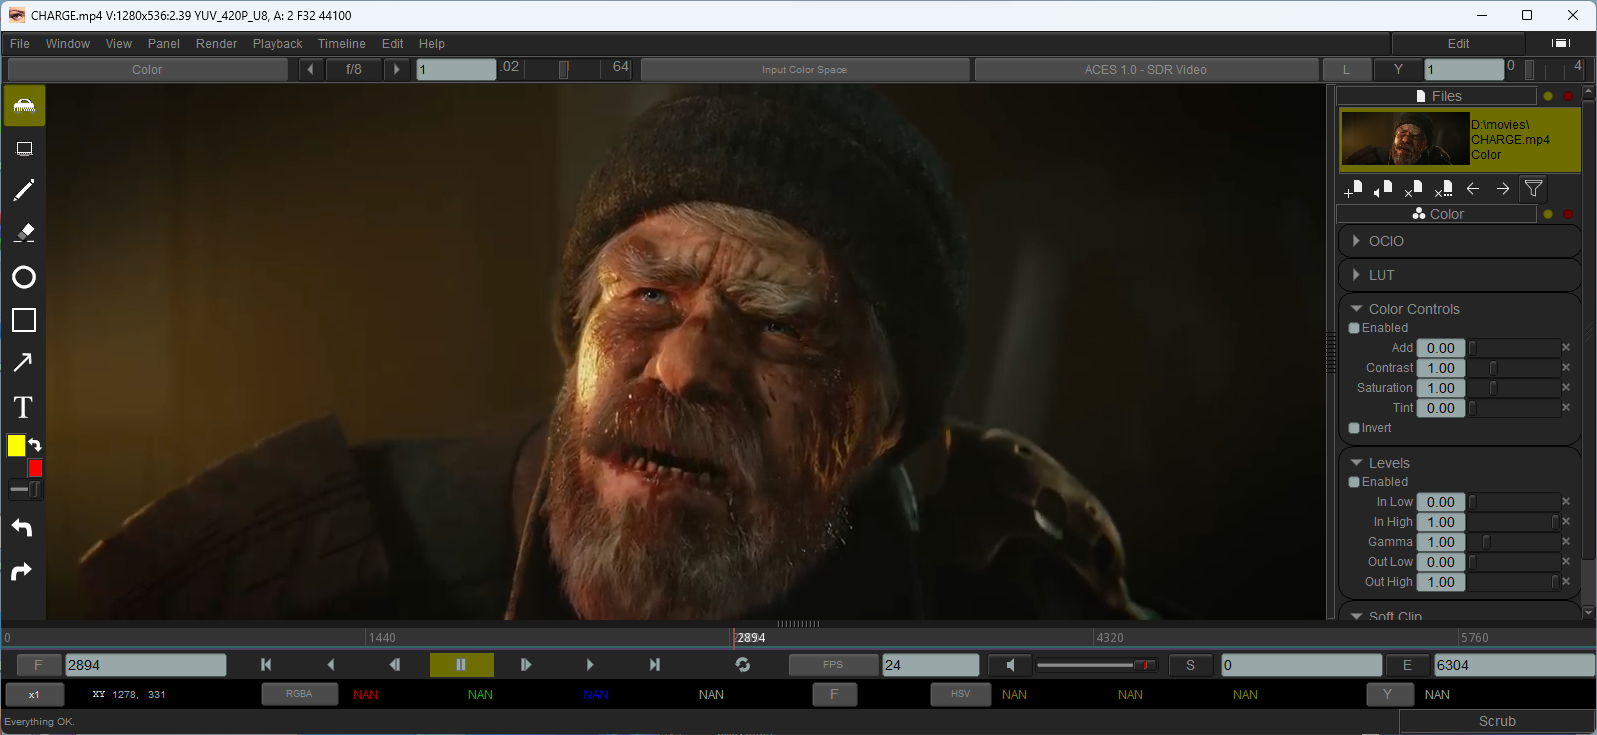 CHARGE.mp4 V:1280x536:2.39 YUV_420P_U8, A: 2 F32 44100
File Window View Panel Render Playback Timeline Edit Help
Edit
Color f/8 1 .02 64 Input Color Space ACES 1.0 - SDR Video L Y 1 0 4
Files
D:\movies\
CHARGE.mp4
Color
Color
OCIO
LUT
Color Controls
Enabled
Add 0.00
Contrast 1.00
Saturation 1.00
Tint 0.00
Invert
Levels
Enabled
In Low 0.00
In High 1.00
Gamma 1.00
Out Low 0.00
Out High 1.00
Soft Clip
T
0 1440 2894 4320 5760
F 2894 FPS 24 S 0 E 6304
x1 XY 1278, 331 RGBA NAN NAN NAN NAN F HSV NAN NAN NAN Y NAN
Everything OK.
Scrub